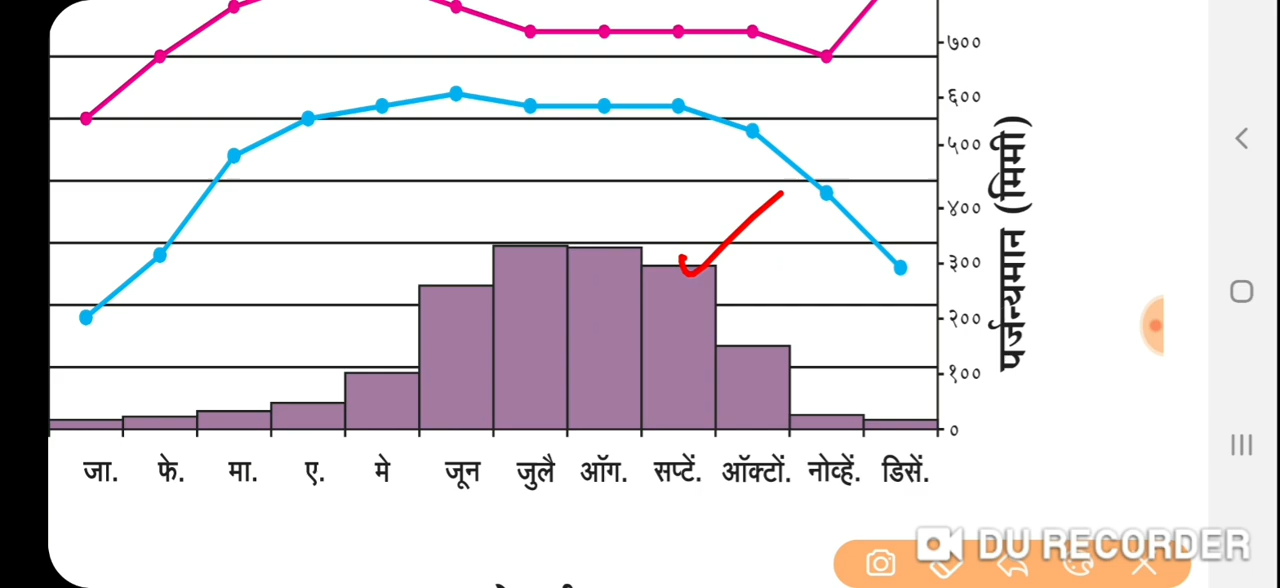 ७००
६००
५००
४००
३००
२००
१००
०
पर्जन्यमान (मिमी)
जा. फे. मा. ए. मे जून जुलै ऑग. सप्टें. ऑक्टों. नोव्हें. डिसें.
DU RECORDER